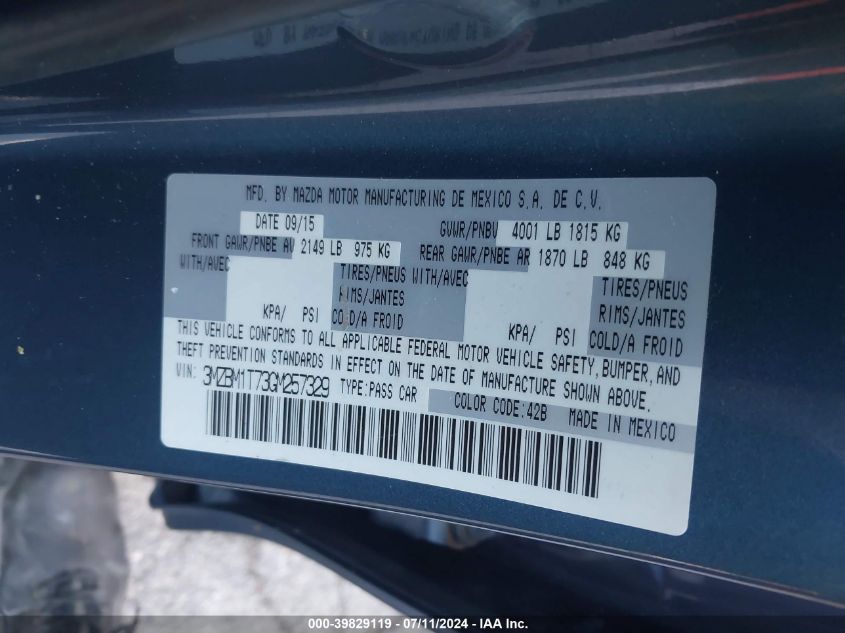 MFD. BY MAZDA MOTOR MANUFACTURING DE MEXICO S.A. DE C.V.
DATE 09/15 GVWR/PNBV 4001 LB 1815 KG
FRONT GAWR/PNBE AV 2149 LB 975 KG REAR GAWR/PNBE AR 1870 LB 848 KG
WITH/AVEC TIRES/PNEUS WITH/AVEC TIRES/PNEUS
RIMS/JANTES RIMS/JANTES
KPA/ PSI COLD/A FROID KPA/ PSI COLD/A FROID
THIS VEHICLE CONFORMS TO ALL APPLICABLE FEDERAL MOTOR VEHICLE SAFETY, BUMPER, AND
THEFT PREVENTION STANDARDS IN EFFECT ON THE DATE OF MANUFACTURE SHOWN ABOVE.
VIN: 3MZBM1T73GM257329 TYPE:PASS CAR COLOR CODE:42B MADE IN MEXICO
000-39829119 - 07/11/2024 - IAA Inc.